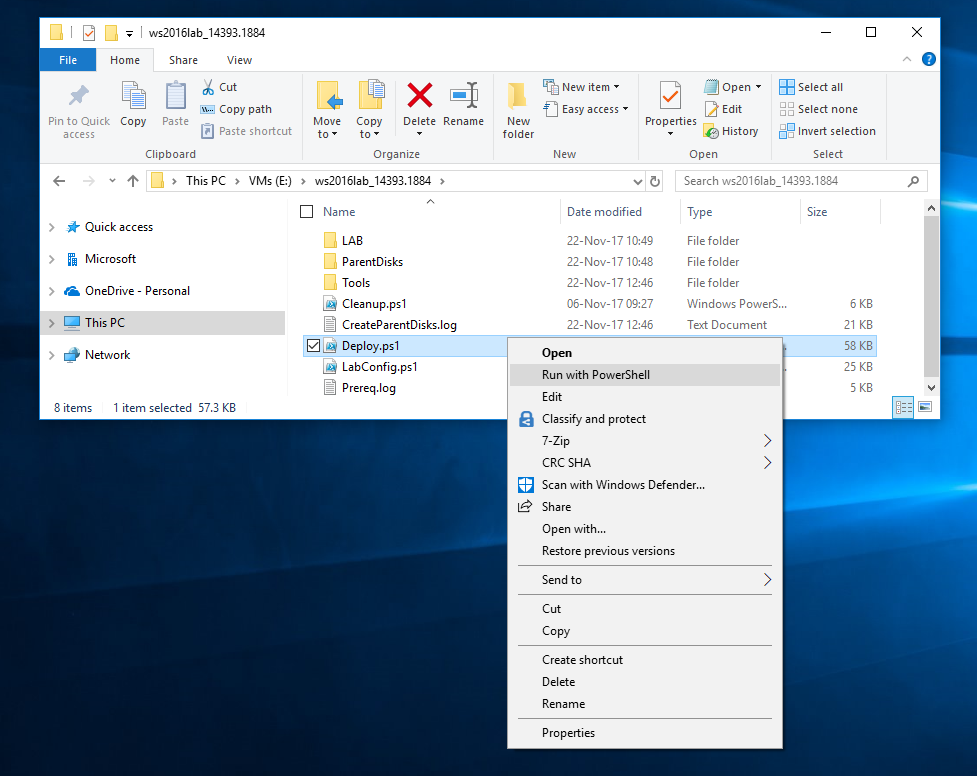 ws2016lab_14393.1884
File Home Share View
Pin to Quick access
Copy
Paste
Cut
Copy path
Paste shortcut
Clipboard
Move to
Copy to
Delete
Rename
Organize
New folder
New item
Easy access
New
Properties
Open
Edit
History
Open
Select all
Select none
Invert selection
Select
This PC VMs (E:) ws2016lab_14393.1884
Search ws2016lab_14393.1884
Quick access
Microsoft
OneDrive - Personal
This PC
Network
Name Date modified Type Size
LAB 22-Nov-17 10:49 File folder
ParentDisks 22-Nov-17 10:48 File folder
Tools 22-Nov-17 12:46 File folder
Cleanup.ps1 06-Nov-17 09:27 Windows PowerS... 6 KB
CreateParentDisks.log 22-Nov-17 12:46 Text Document 21 KB
Deploy.ps1 58 KB
LabConfig.ps1 25 KB
Prereq.log 5 KB
8 items 1 item selected 57.3 KB
Open
Run with PowerShell
Edit
Classify and protect
7-Zip
CRC SHA
Scan with Windows Defender...
Share
Open with...
Restore previous versions
Send to
Cut
Copy
Create shortcut
Delete
Rename
Properties